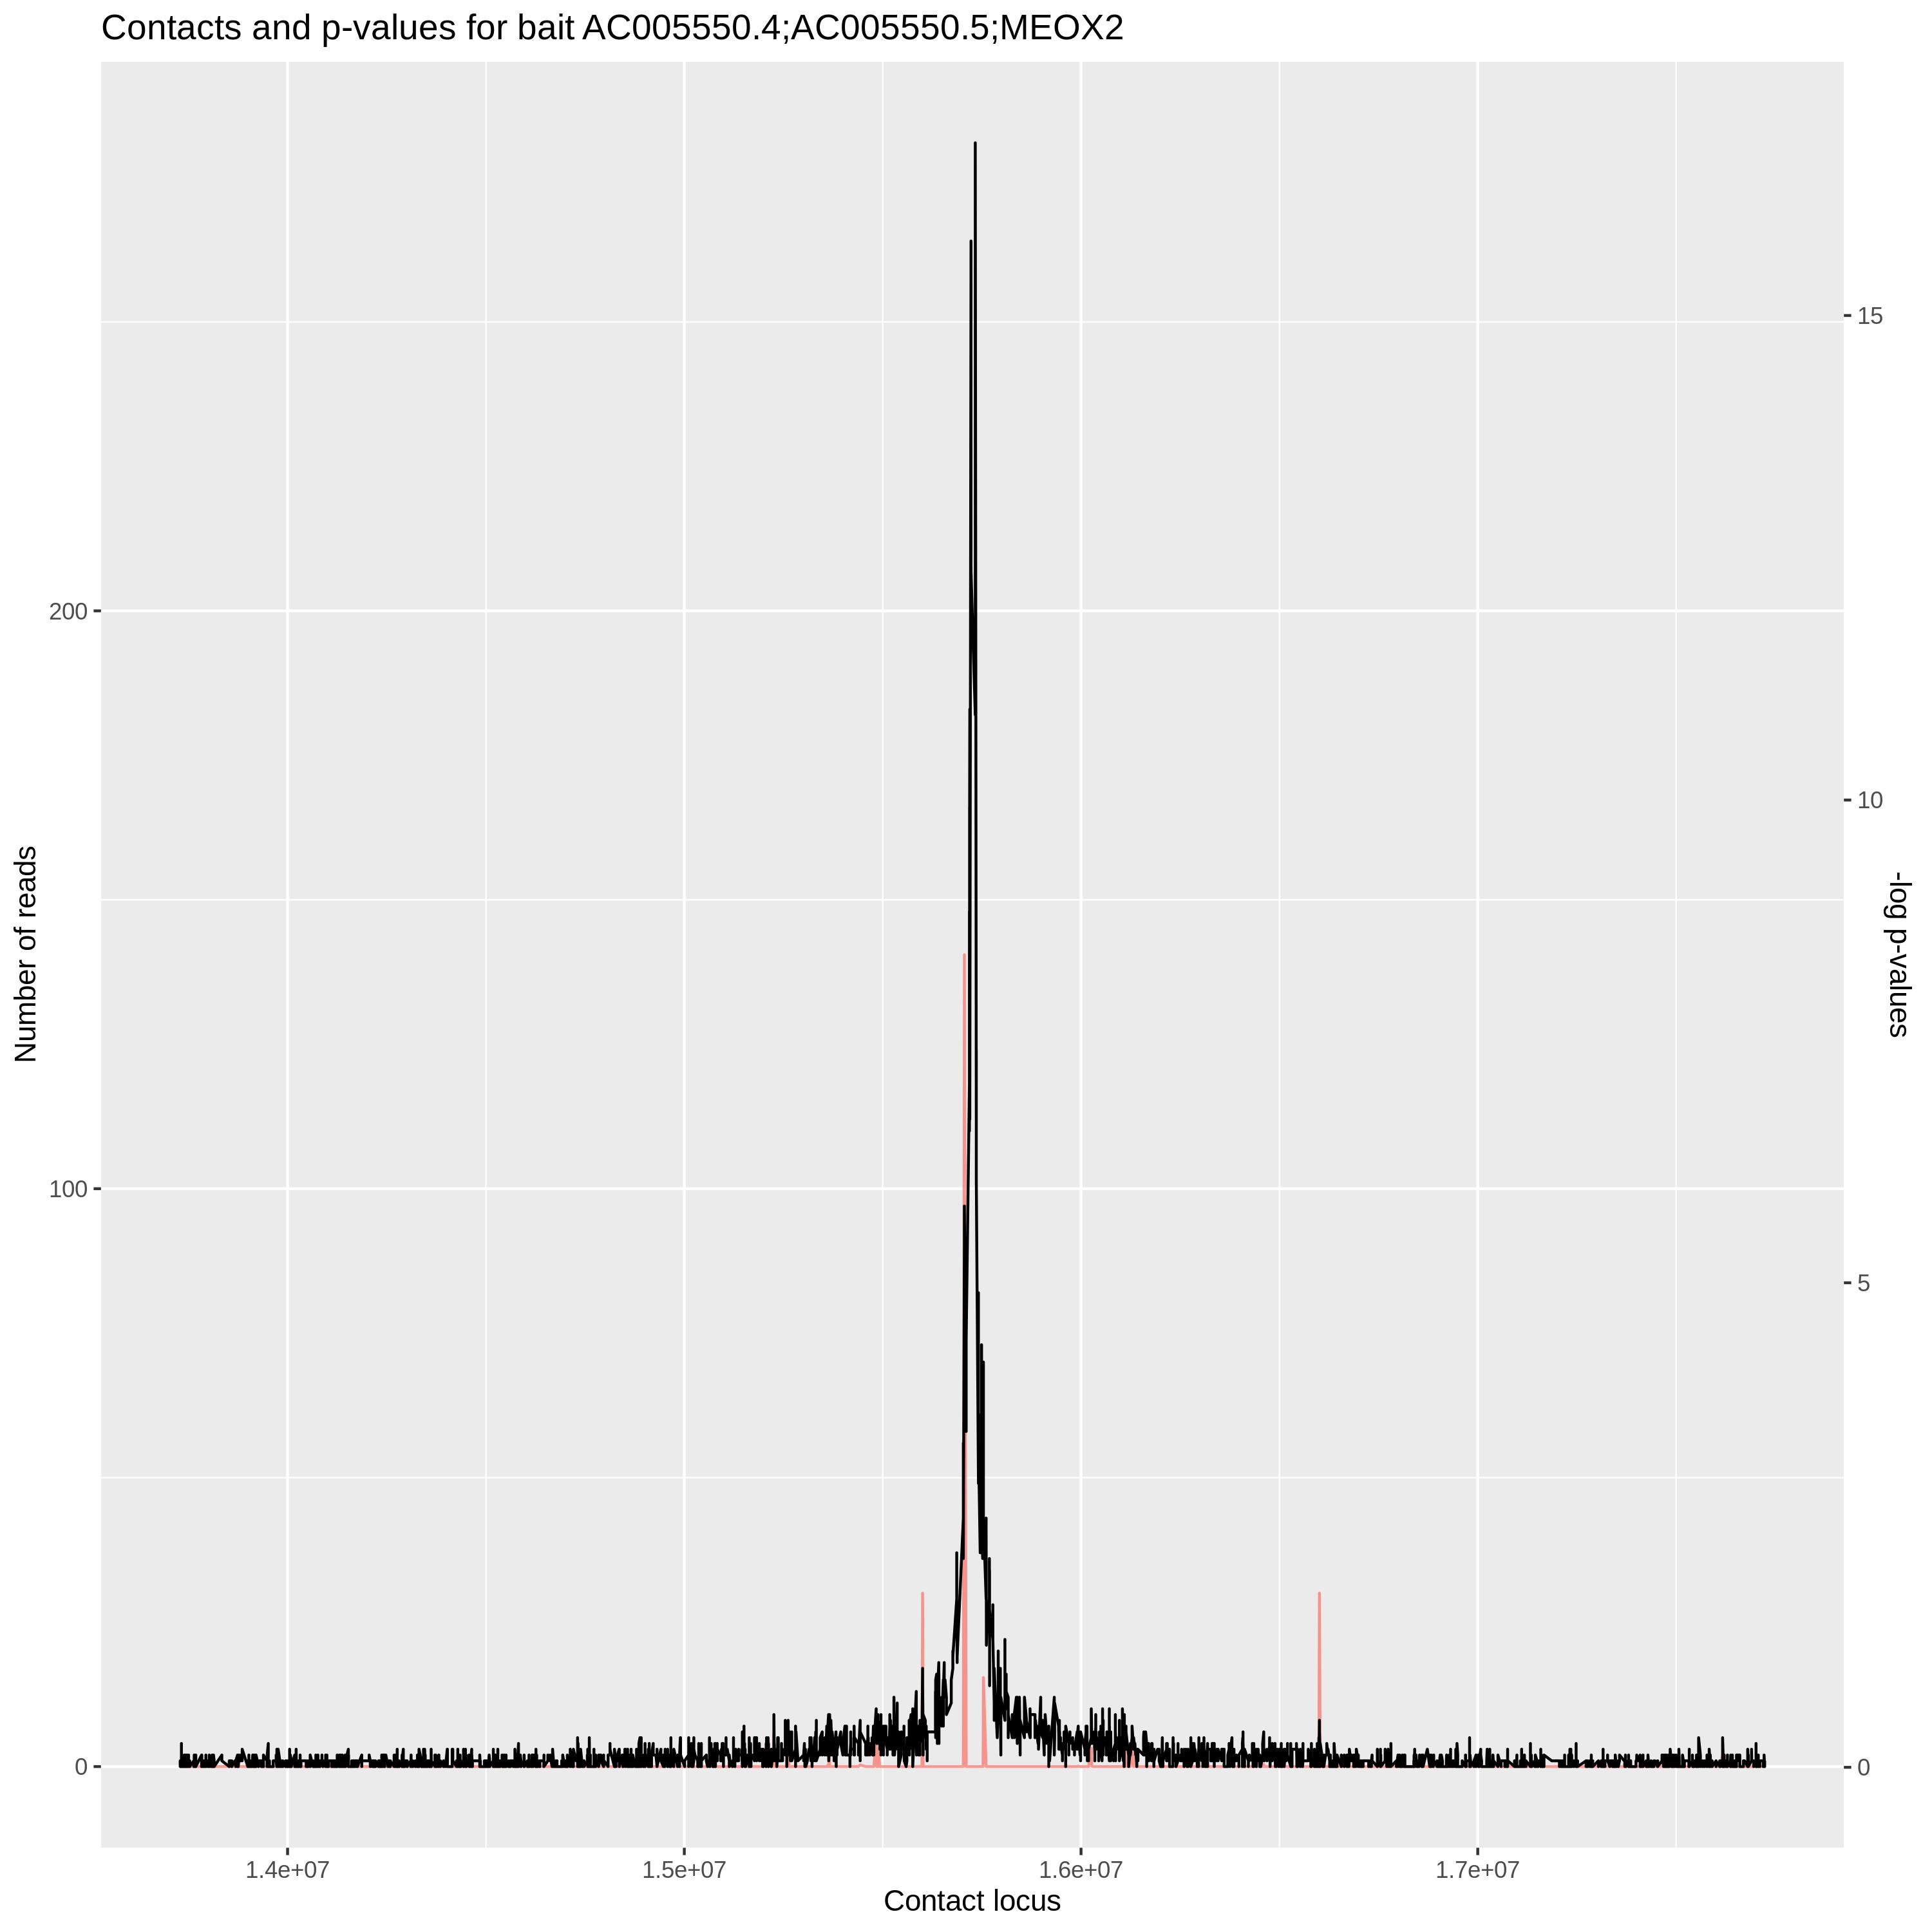 Contacts and p-values for bait AC005550.4;AC005550.5;MEOX2
Number of reads
200
100
0
15
10
5
0
-log p-values
1.4e+07 1.5e+07 1.6e+07 1.7e+07
Contact locus